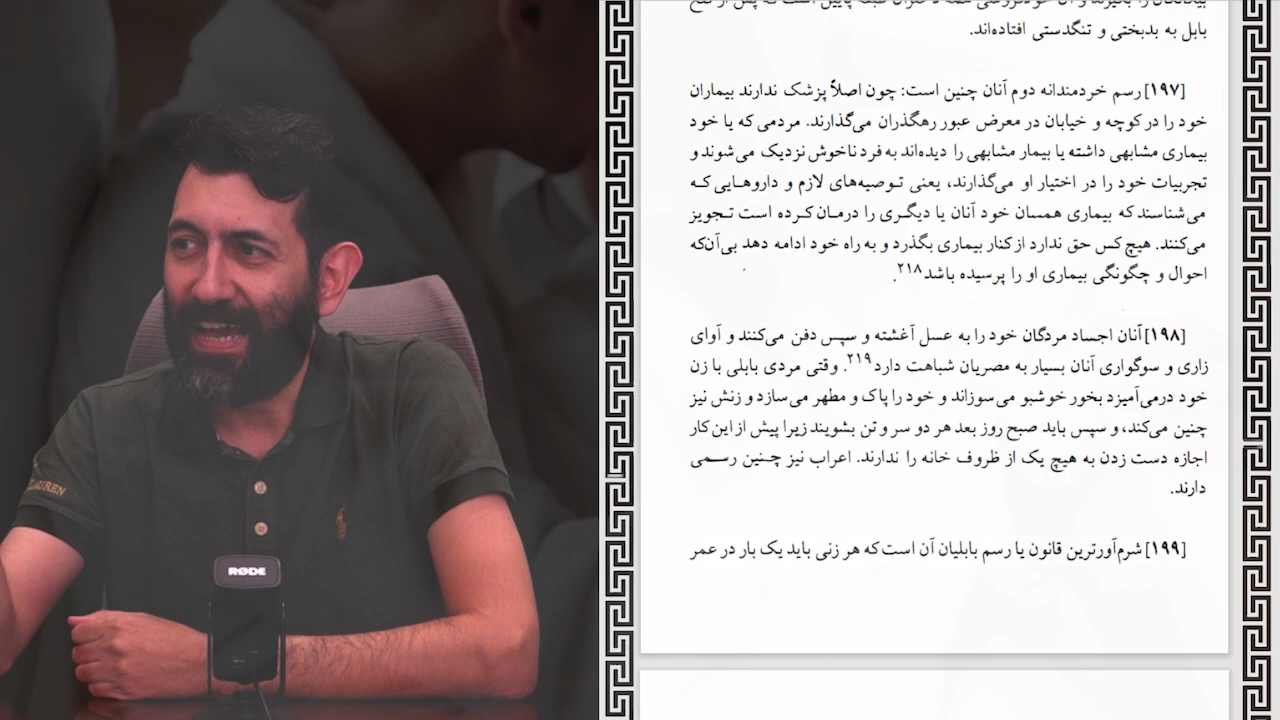 بابل به بدبختی و تنگدستی افتاده‌اند.
[۱۹۷] رسم خردمندانه دوم آنان چنین است: چون اصلاً پزشک ندارند بیماران
خود را در کوچه و خیابان در معرض عبور رهگذران می‌گذارند. مردمی که یا خود
بیماری مشابهی داشته یا بیمار مشابهی را دیده‌اند به فرد ناخوش نزدیک می‌شوند و
تجربیات خود را در اختیار او می‌گذارند، یعنی توصیه‌های لازم و داروهایی که
می‌شناسند که بیماری همسان خود آنان یا دیگری را درمان کرده است تجویز
می‌کنند. هیچ کس حق ندارد از کنار بیماری بگذرد و به راه خود ادامه دهد بی‌آن‌که
احوال و چگونگی بیماری او را پرسیده باشد۲۱۸.
[۱۹۸] آنان اجساد مردگان خود را به عسل آغشته و سپس دفن می‌کنند و آوای
زاری و سوگواری آنان بسیار به مصریان شباهت دارد۲۱۹. وقتی مردی بابلی با زن
خود درمی‌آمیزد بخور خوشبو می‌سوزاند و خود را پاک و مطهر می‌سازد و زنش نیز
چنین می‌کند، و سپس باید صبح روز بعد هر دو سر و تن بشویند زیرا پیش از این کار
اجازه دست زدن به هیچ یک از ظروف خانه را ندارند. اعراب نیز چنین رسمی
دارند.
[۱۹۹] شرم‌آورترین قانون یا رسم بابلیان آن است که هر زنی باید یک بار در عمر
LAUREN
RØDE